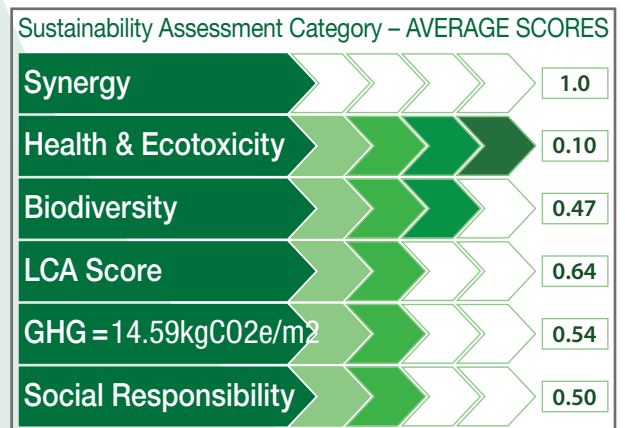 Sustainability Assessment Category – AVERAGE SCORES
Synergy 1.0
Health & Ecotoxicity 0.10
Biodiversity 0.47
LCA Score 0.64
GHG = 14.59kgCO2e/m2 0.54
Social Responsibility 0.50